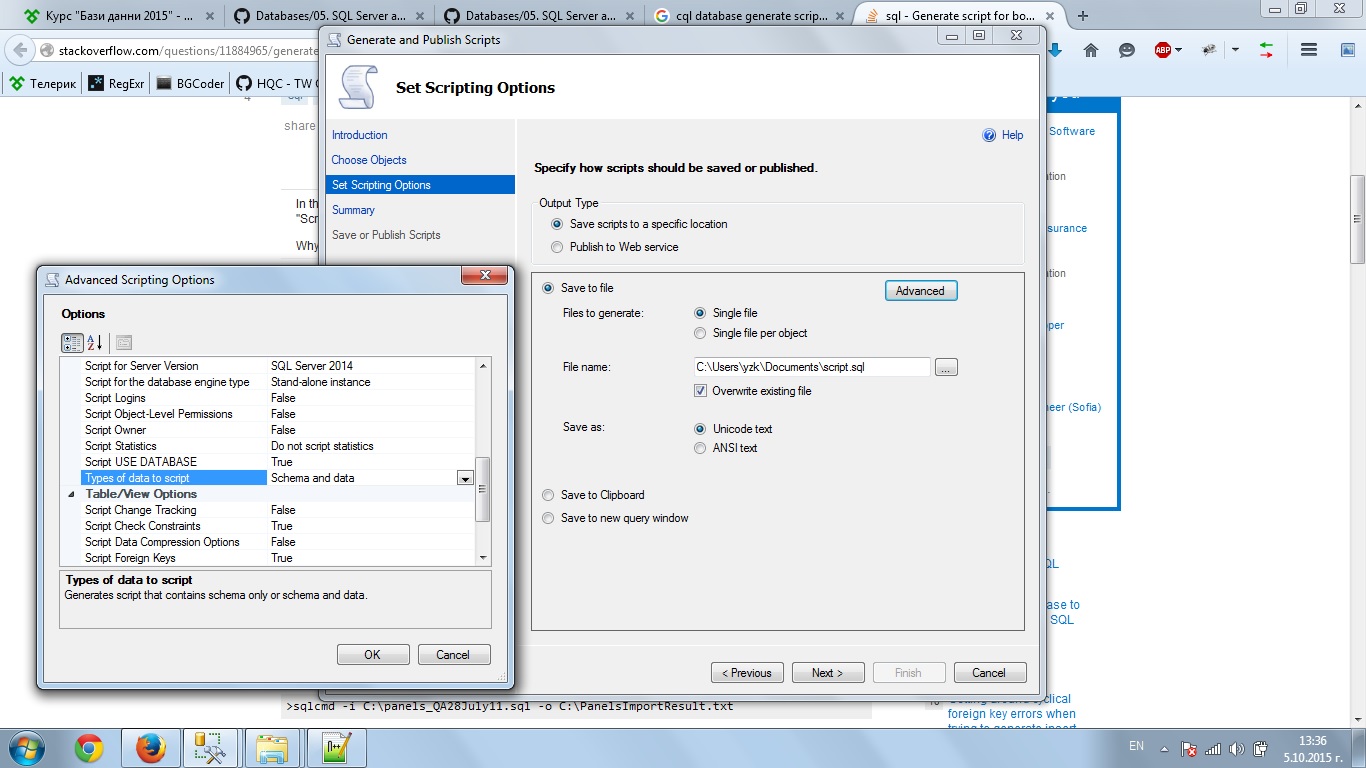 Курс "Бази данни 2015" - ...
Databases/05. SQL Server a...
Databases/05. SQL Server a...
cql database generate scrip...
sql - Generate script for bo...
stackoverflow.com/questions/11884965/generate
ABP
Телерик
RegExr
BGCoder
HQC - TW
Generate and Publish Scripts
Set Scripting Options
Introduction
Choose Objects
Set Scripting Options
Summary
Save or Publish Scripts
Help
Specify how scripts should be saved or published.
Output Type
Save scripts to a specific location
Publish to Web service
Save to file
Advanced
Files to generate:
Single file
Single file per object
File name:
C:\Users\yzk\Documents\script.sql
...
Overwrite existing file
Save as:
Unicode text
ANSI text
Save to Clipboard
Save to new query window
< Previous
Next >
Finish
Cancel
Advanced Scripting Options
Options
Script for Server Version SQL Server 2014
Script for the database engine type Stand-alone instance
Script Logins False
Script Object-Level Permissions False
Script Owner False
Script Statistics Do not script statistics
Script USE DATABASE True
Types of data to script Schema and data
Table/View Options
Script Change Tracking False
Script Check Constraints True
Script Data Compression Options False
Script Foreign Keys True
Types of data to script
Generates script that contains schema only or schema and data.
OK
Cancel
share
In th
"Scr
Why
Software
ation
surance
ation
per
eer (Sofia)
QL
ase to
SQL
cyclical
foreign key errors when
trying to generate insert
>sqlcmd -i C:\panels_QA28July11.sql -o C:\PanelsImportResult.txt
EN
13:36
5.10.2015 г.